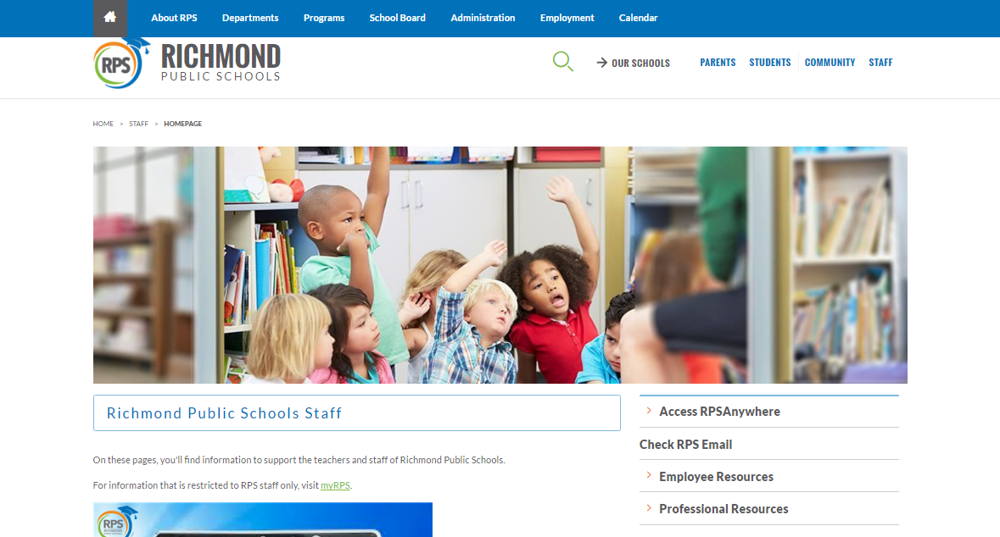 About RPS Departments Programs School Board Administration Employment Calendar
RPS RICHMOND
PUBLIC SCHOOLS
OUR SCHOOLS PARENTS STUDENTS COMMUNITY STAFF
HOME > STAFF > HOMEPAGE
Richmond Public Schools Staff
On these pages, you'll find information to support the teachers and staff of Richmond Public Schools.
For information that is restricted to RPS staff only, visit myRPS.
RPS
RICHMOND
Access RPSAnywhere
Check RPS Email
Employee Resources
Professional Resources